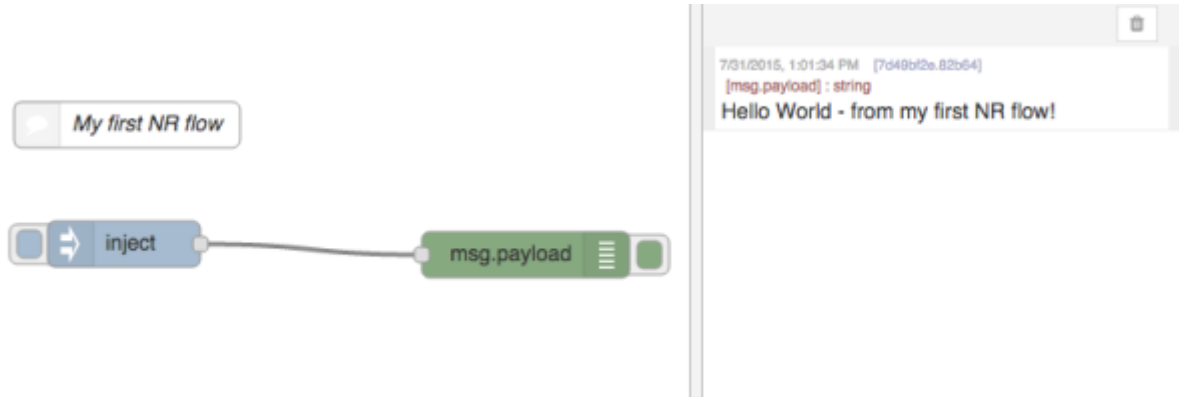 My first NR flow
inject
msg.payload
7/31/2015, 1:01:34 PM [7d49bf2e.82b64]
[msg.payload] : string
Hello World - from my first NR flow!